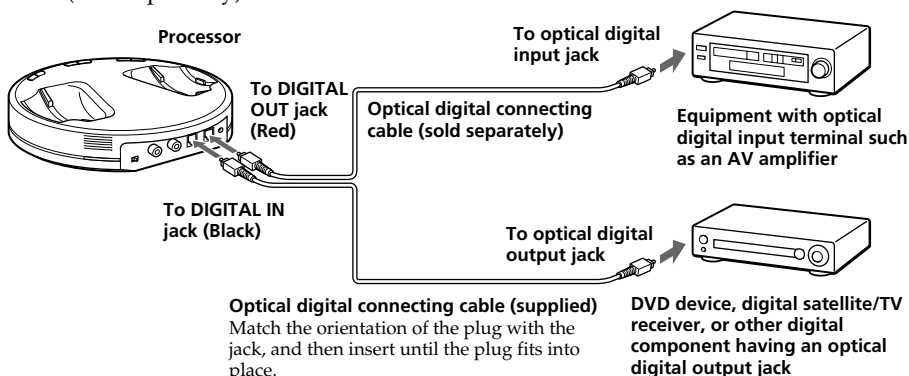 Processor
To DIGITAL
OUT jack
(Red)
To optical digital
input jack
Optical digital connecting
cable (sold separately)
Equipment with optical
digital input terminal such
as an AV amplifier
To DIGITAL IN
jack (Black)
To optical digital
output jack
Optical digital connecting cable (supplied)
Match the orientation of the plug with the
jack, and then insert until the plug fits into
place.
DVD device, digital satellite/TV
receiver, or other digital
component having an optical
digital output jack